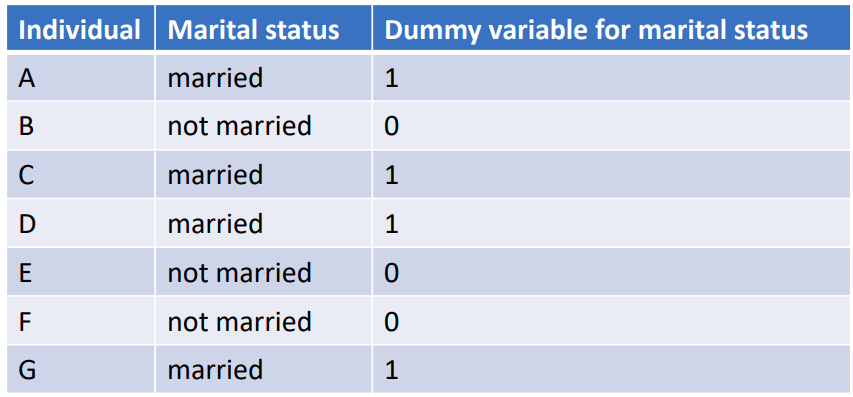 Individual Marital status Dummy variable for marital status
A married 1
B not married 0
C married 1
D married 1
E not married 0
F not married 0
G married 1